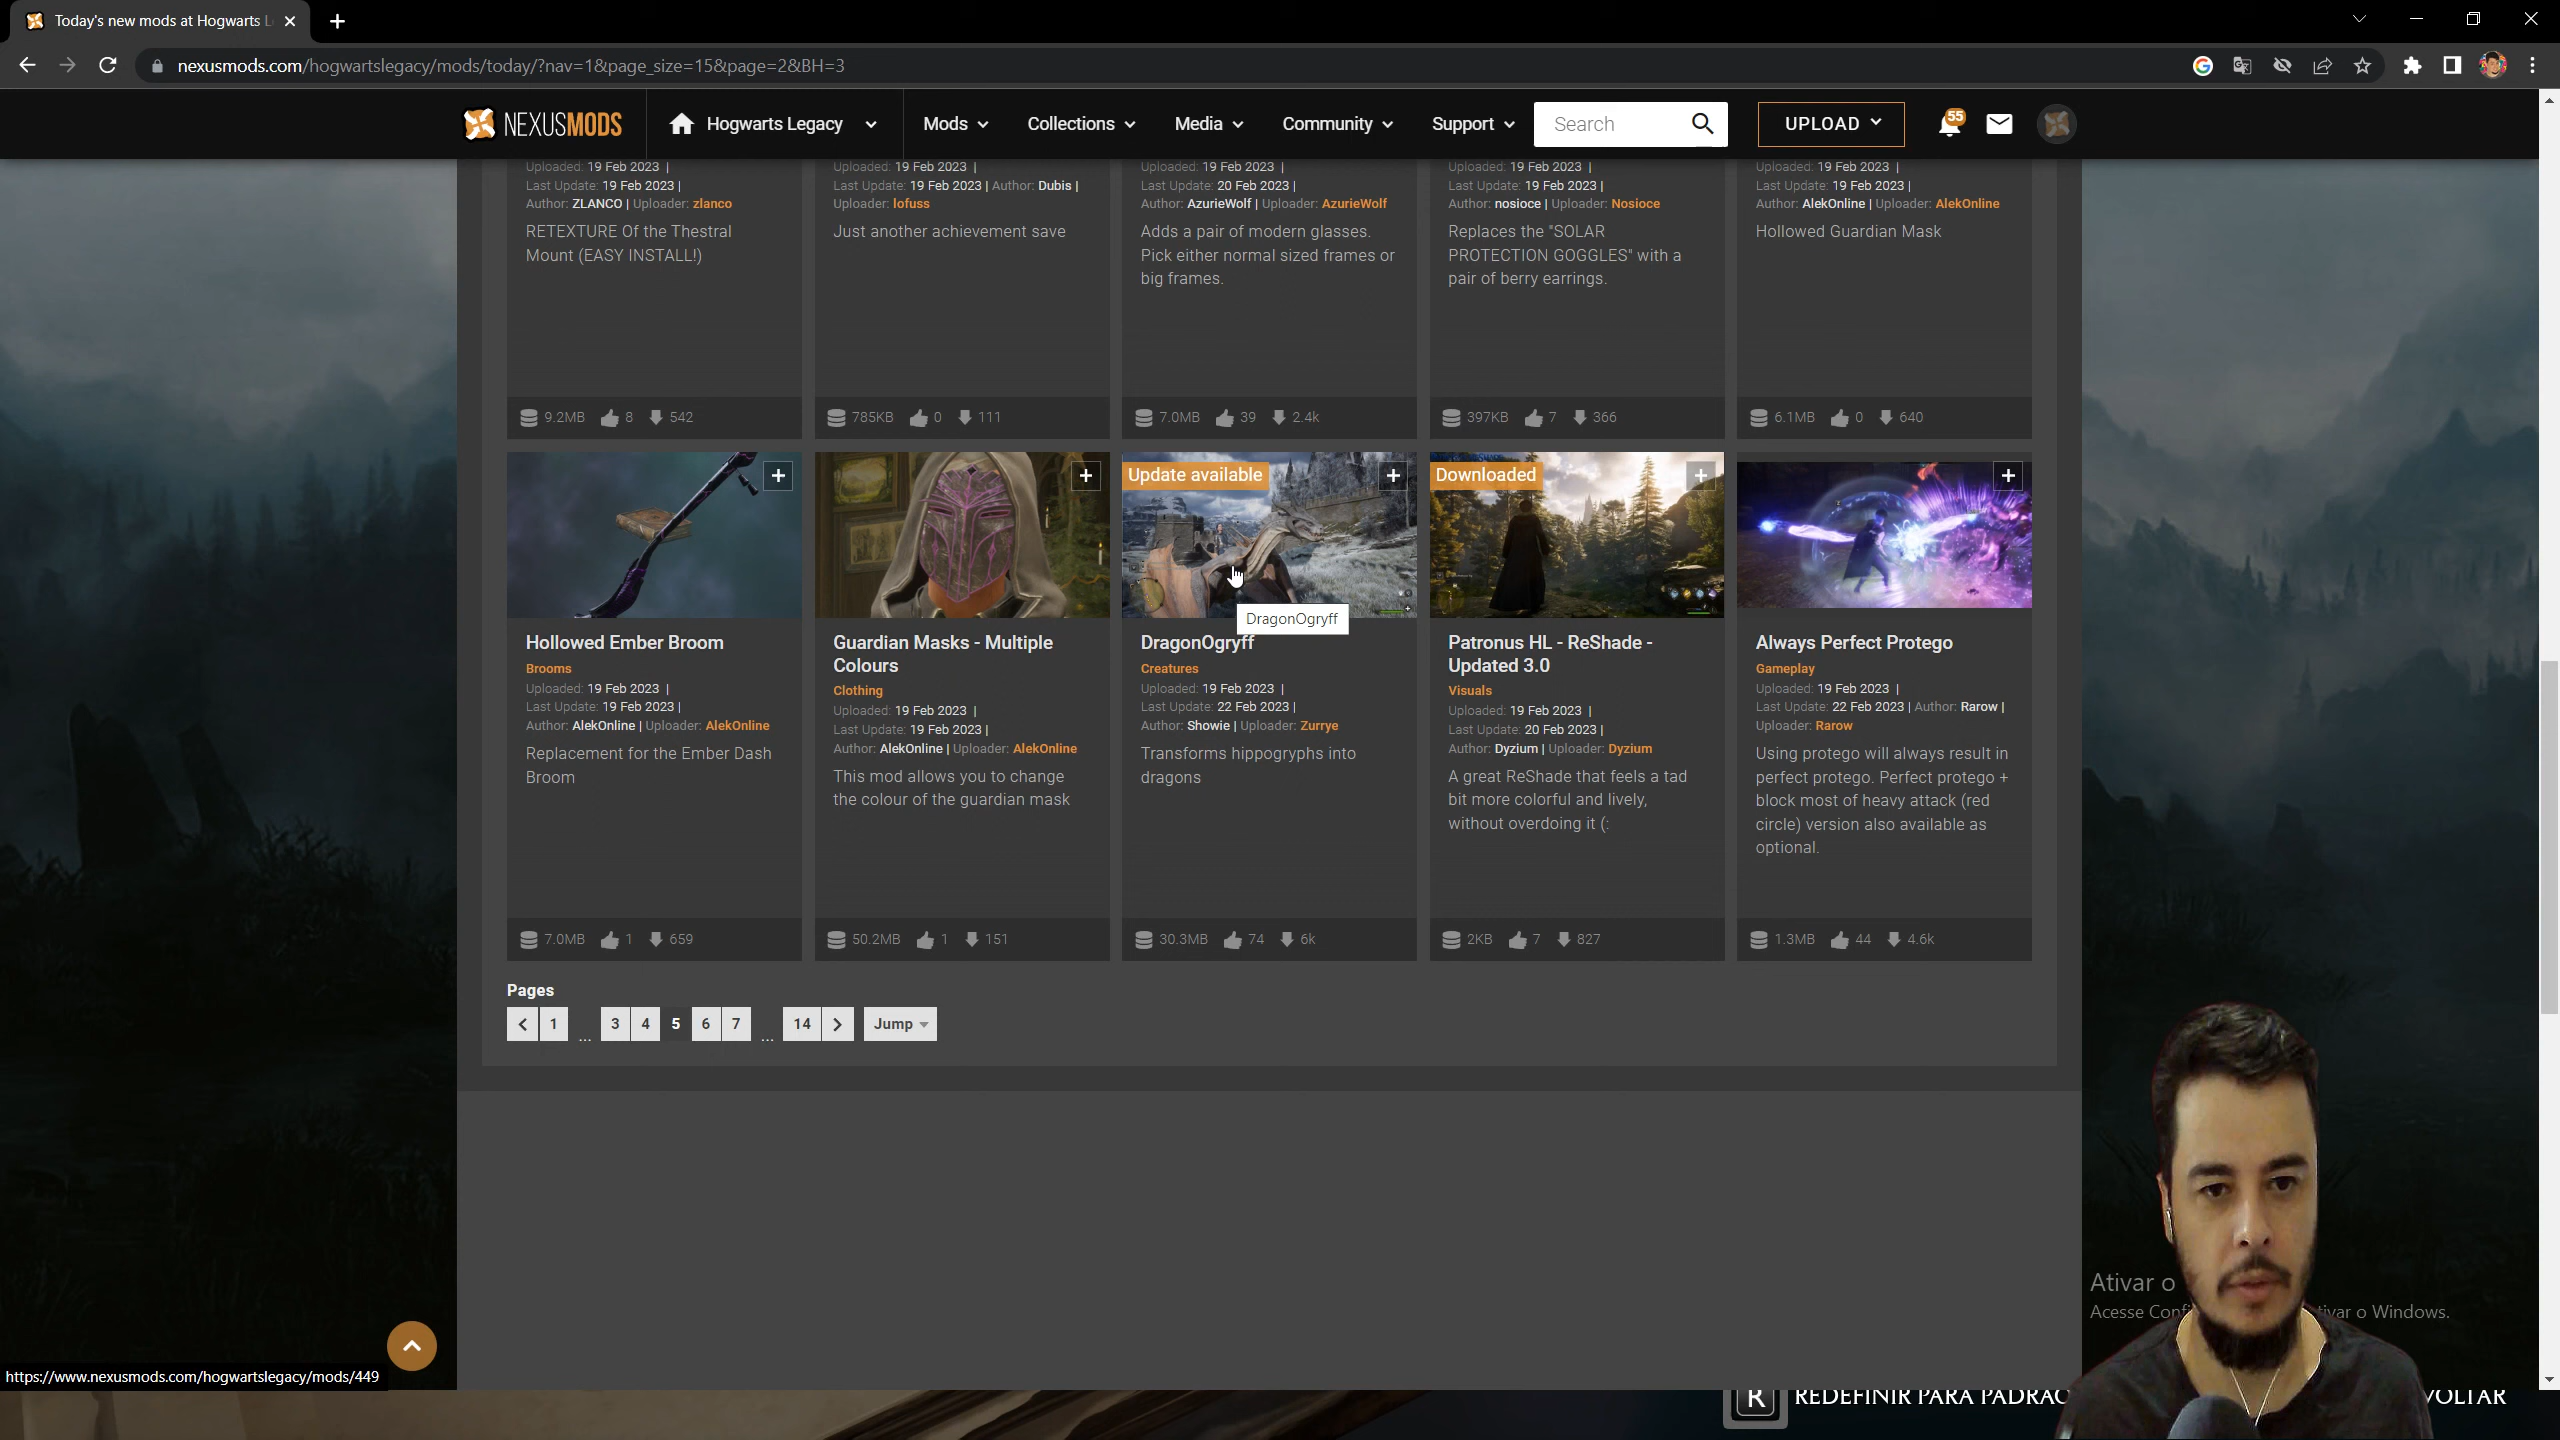 Today's new mods at Hogwarts L
nexusmods.com/hogwartslegacy/mods/today/?nav=1&page_size=15&page=2&BH=3
NEXUSMODS
Hogwarts Legacy
Mods
Collections
Media
Community
Support
Search
UPLOAD
55
Uploaded: 19 Feb 2023 |
Last Update: 19 Feb 2023 |
Author: ZLANCO | Uploader: zlanco
RETEXTURE Of the Thestral
Mount (EASY INSTALL!)
9.2MB 8 542
Uploaded: 19 Feb 2023 |
Last Update: 19 Feb 2023 | Author: Dubis |
Uploader: lofuss
Just another achievement save
785KB 0 111
Uploaded: 19 Feb 2023 |
Last Update: 20 Feb 2023 |
Author: AzurieWolf | Uploader: AzurieWolf
Adds a pair of modern glasses.
Pick either normal sized frames or
big frames.
7.0MB 39 2.4k
Uploaded: 19 Feb 2023 |
Last Update: 19 Feb 2023 |
Author: nosioce | Uploader: Nosioce
Replaces the "SOLAR
PROTECTION GOGGLES" with a
pair of berry earrings.
397KB 7 366
Uploaded: 19 Feb 2023 |
Last Update: 19 Feb 2023 |
Author: AlekOnline | Uploader: AlekOnline
Hollowed Guardian Mask
6.1MB 0 640
Hollowed Ember Broom
Brooms
Uploaded: 19 Feb 2023 |
Last Update: 19 Feb 2023 |
Author: AlekOnline | Uploader: AlekOnline
Replacement for the Ember Dash
Broom
7.0MB 1 659
Guardian Masks - Multiple
Colours
Clothing
Uploaded: 19 Feb 2023 |
Last Update: 19 Feb 2023 |
Author: AlekOnline | Uploader: AlekOnline
This mod allows you to change
the colour of the guardian mask
50.2MB 1 151
Update available
DragonOgryff
DragonOgryff
Creatures
Uploaded: 19 Feb 2023 |
Last Update: 22 Feb 2023 |
Author: Showie | Uploader: Zurrye
Transforms hippogryphs into
dragons
30.3MB 74 6k
Downloaded
Patronus HL - ReShade -
Updated 3.0
Visuals
Uploaded: 19 Feb 2023 |
Last Update: 20 Feb 2023 |
Author: Dyzium | Uploader: Dyzium
A great ReShade that feels a tad
bit more colorful and lively,
without overdoing it (:
2KB 7 827
Always Perfect Protego
Gameplay
Uploaded: 19 Feb 2023 |
Last Update: 22 Feb 2023 | Author: Rarow |
Uploader: Rarow
Using protego will always result in
perfect protego. Perfect protego +
block most of heavy attack (red
circle) version also available as
optional.
1.3MB 44 4.6k
Pages
1 ... 3 4 5 6 7 ... 14 Jump
Ativar o
Acesse Conf tivar o Windows.
https://www.nexusmods.com/hogwartslegacy/mods/449
R REDEFINIR PARA PADRÃO
VOLTAR